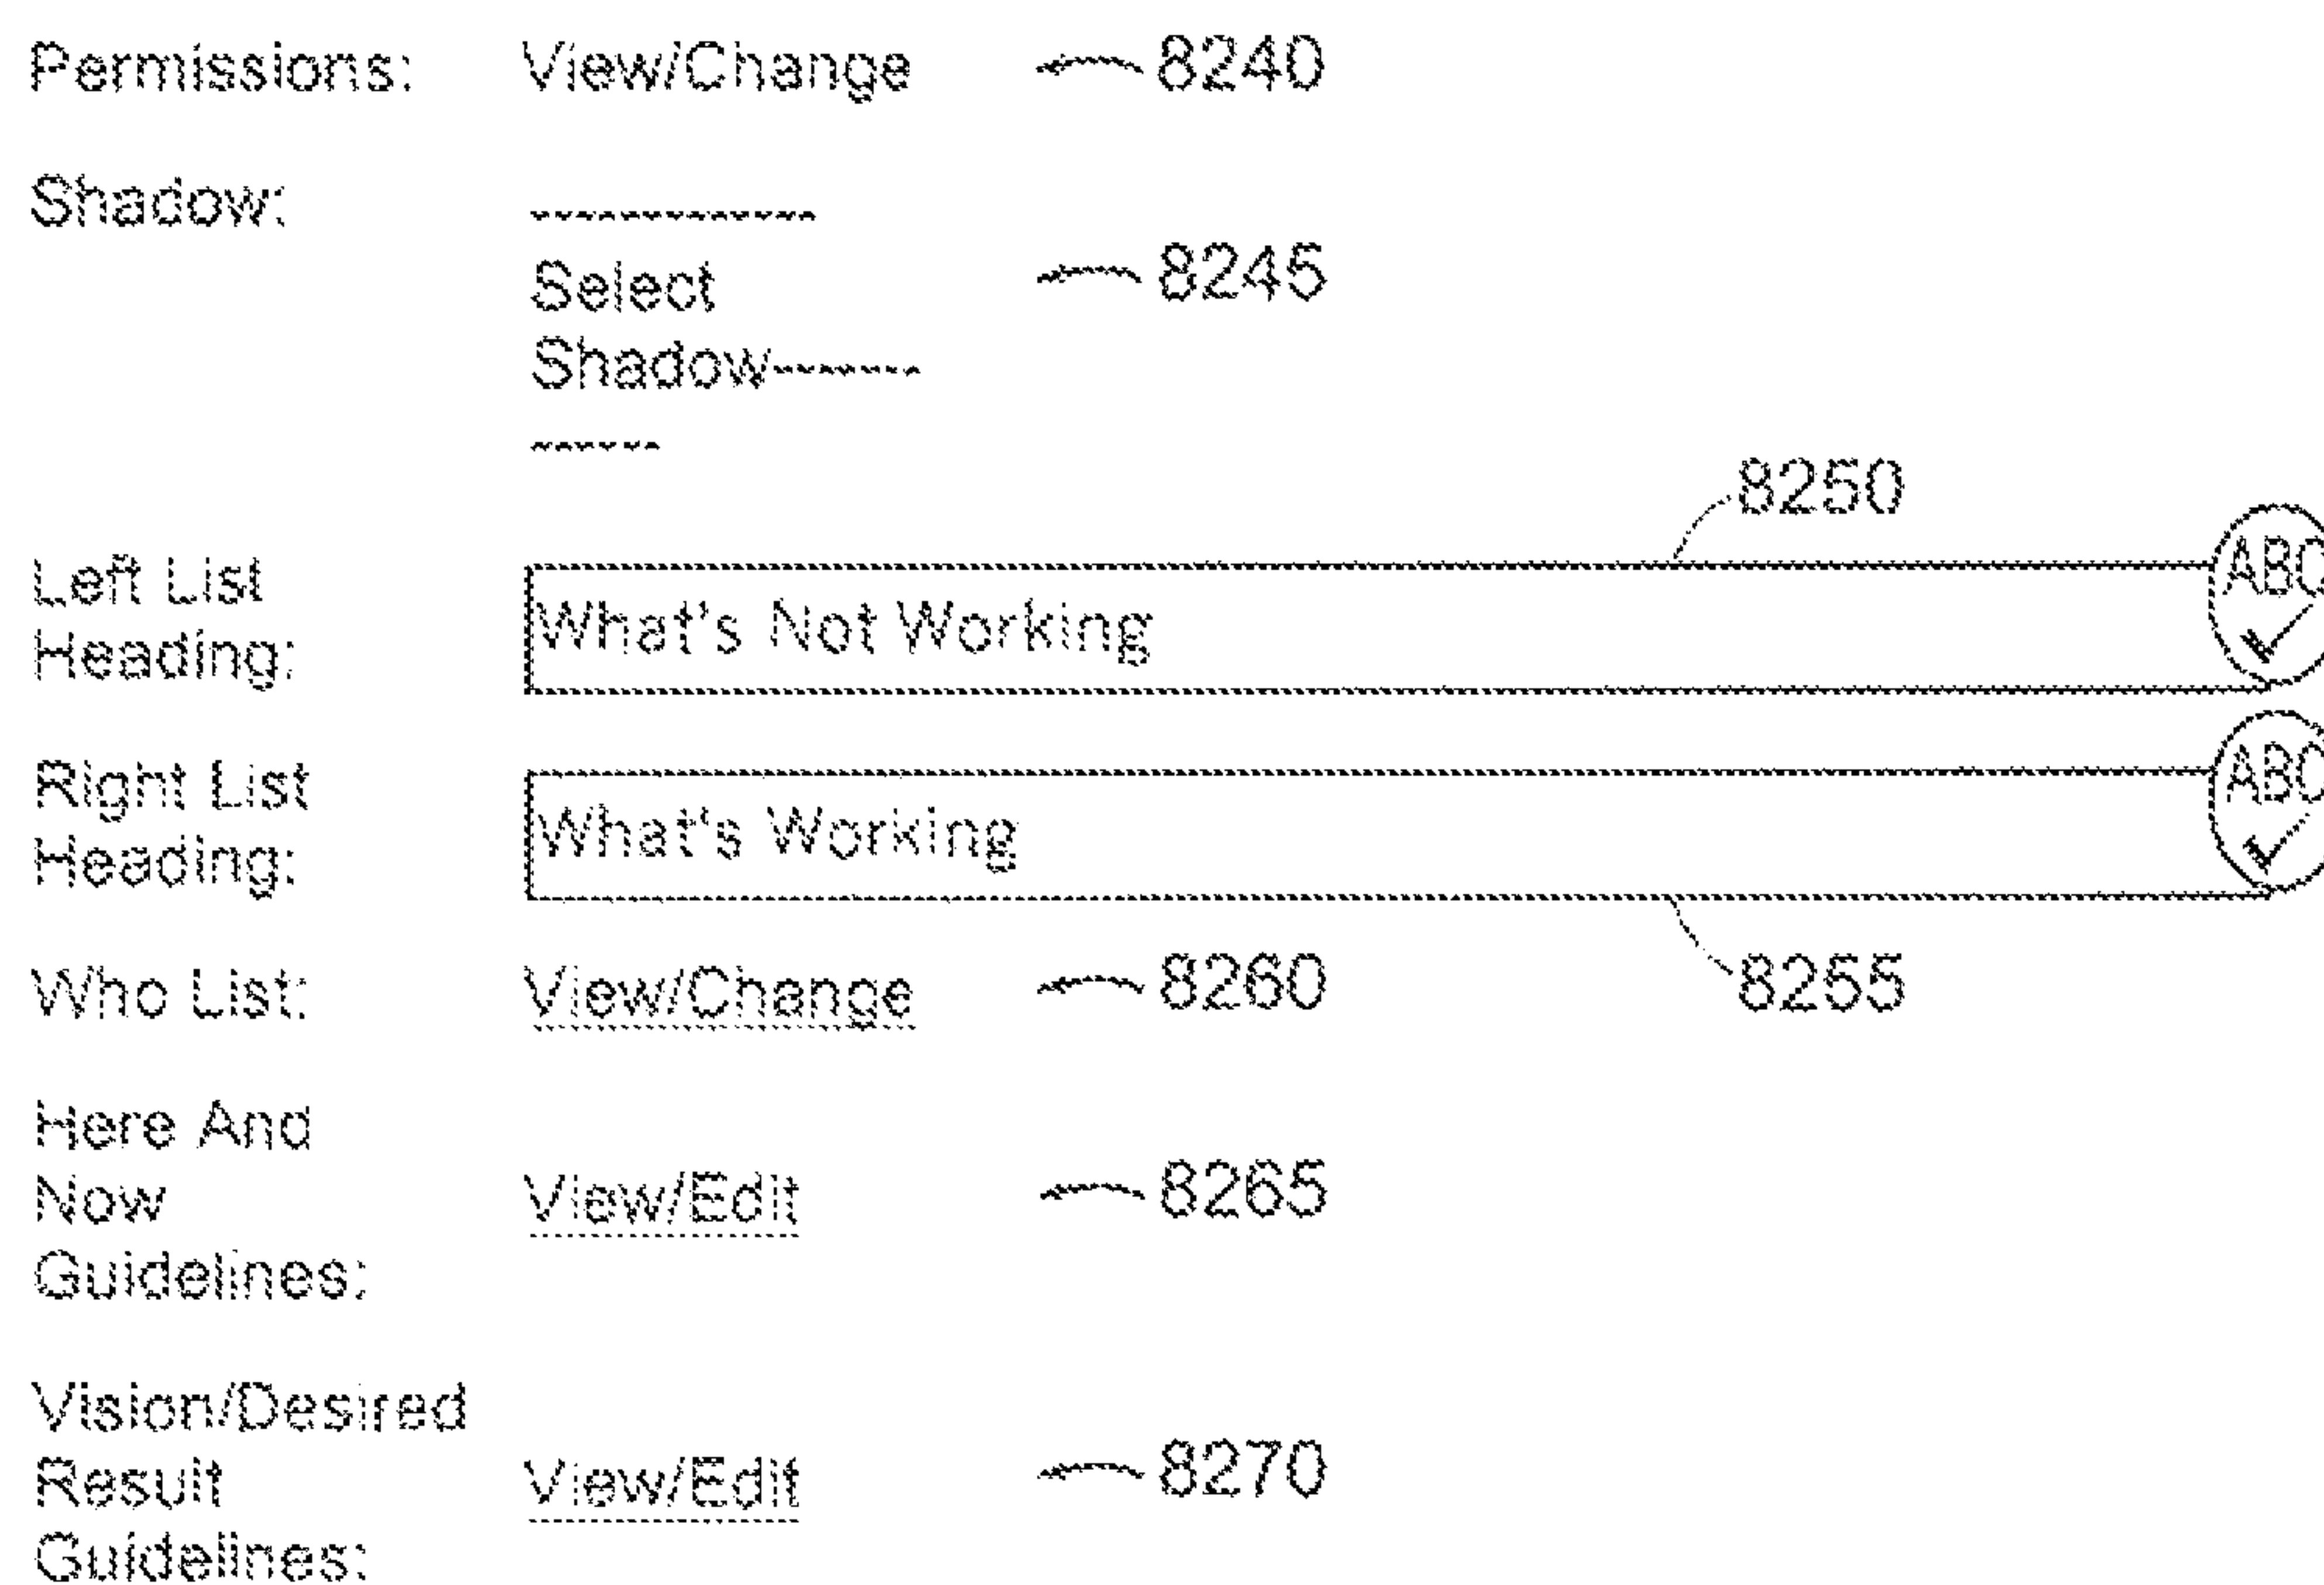 Permissions: View/Change 8240
Shadow: --------------
Select 8245
Shadow--------
------
8250
Left List
Heading: What's Not Working ABC
Right List
Heading: What's Working ABC
8255
Who List: View/Change 8260
Here And
Now View/Edit 8265
Guidelines:
Vision/Desired
Result View/Edit 8270
Guidelines: